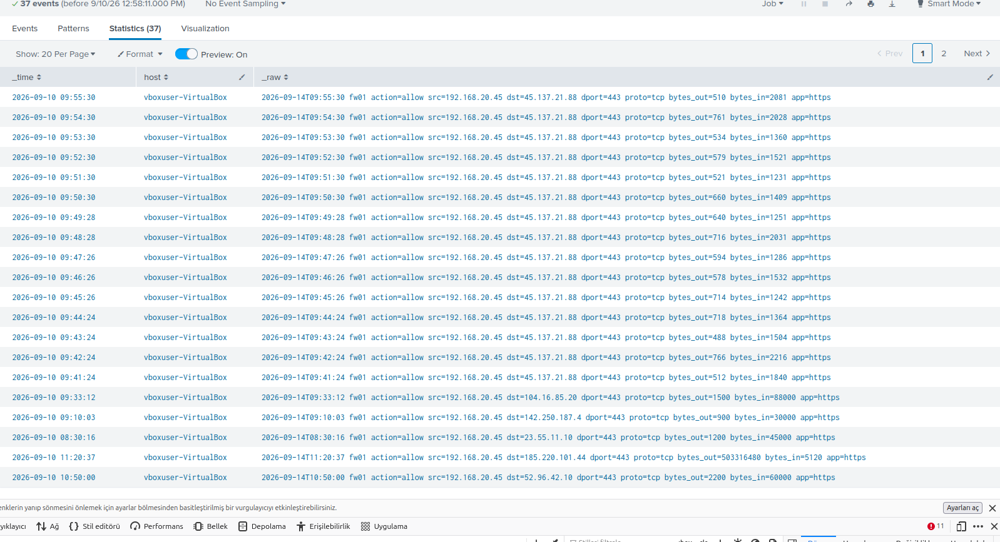 37 events (before 9/10/26 12:58:11.000 PM) No Event Sampling Job Smart Mode
Events Patterns Statistics (37) Visualization
Show: 20 Per Page Format Preview: On Prev 1 2 Next
_time host _raw
2026-09-10 09:55:30 vboxuser-VirtualBox 2026-09-14T09:55:30 fw01 action=allow src=192.168.20.45 dst=45.137.21.88 dport=443 proto=tcp bytes_out=510 bytes_in=2081 app=https
2026-09-10 09:54:30 vboxuser-VirtualBox 2026-09-14T09:54:30 fw01 action=allow src=192.168.20.45 dst=45.137.21.88 dport=443 proto=tcp bytes_out=761 bytes_in=2028 app=https
2026-09-10 09:53:30 vboxuser-VirtualBox 2026-09-14T09:53:30 fw01 action=allow src=192.168.20.45 dst=45.137.21.88 dport=443 proto=tcp bytes_out=534 bytes_in=1360 app=https
2026-09-10 09:52:30 vboxuser-VirtualBox 2026-09-14T09:52:30 fw01 action=allow src=192.168.20.45 dst=45.137.21.88 dport=443 proto=tcp bytes_out=579 bytes_in=1521 app=https
2026-09-10 09:51:30 vboxuser-VirtualBox 2026-09-14T09:51:30 fw01 action=allow src=192.168.20.45 dst=45.137.21.88 dport=443 proto=tcp bytes_out=521 bytes_in=1231 app=https
2026-09-10 09:50:30 vboxuser-VirtualBox 2026-09-14T09:50:30 fw01 action=allow src=192.168.20.45 dst=45.137.21.88 dport=443 proto=tcp bytes_out=660 bytes_in=1409 app=https
2026-09-10 09:49:28 vboxuser-VirtualBox 2026-09-14T09:49:28 fw01 action=allow src=192.168.20.45 dst=45.137.21.88 dport=443 proto=tcp bytes_out=640 bytes_in=1251 app=https
2026-09-10 09:48:28 vboxuser-VirtualBox 2026-09-14T09:48:28 fw01 action=allow src=192.168.20.45 dst=45.137.21.88 dport=443 proto=tcp bytes_out=716 bytes_in=2031 app=https
2026-09-10 09:47:26 vboxuser-VirtualBox 2026-09-14T09:47:26 fw01 action=allow src=192.168.20.45 dst=45.137.21.88 dport=443 proto=tcp bytes_out=594 bytes_in=1286 app=https
2026-09-10 09:46:26 vboxuser-VirtualBox 2026-09-14T09:46:26 fw01 action=allow src=192.168.20.45 dst=45.137.21.88 dport=443 proto=tcp bytes_out=578 bytes_in=1532 app=https
2026-09-10 09:45:26 vboxuser-VirtualBox 2026-09-14T09:45:26 fw01 action=allow src=192.168.20.45 dst=45.137.21.88 dport=443 proto=tcp bytes_out=714 bytes_in=1242 app=https
2026-09-10 09:44:24 vboxuser-VirtualBox 2026-09-14T09:44:24 fw01 action=allow src=192.168.20.45 dst=45.137.21.88 dport=443 proto=tcp bytes_out=718 bytes_in=1364 app=https
2026-09-10 09:43:24 vboxuser-VirtualBox 2026-09-14T09:43:24 fw01 action=allow src=192.168.20.45 dst=45.137.21.88 dport=443 proto=tcp bytes_out=488 bytes_in=1504 app=https
2026-09-10 09:42:24 vboxuser-VirtualBox 2026-09-14T09:42:24 fw01 action=allow src=192.168.20.45 dst=45.137.21.88 dport=443 proto=tcp bytes_out=766 bytes_in=2216 app=https
2026-09-10 09:41:24 vboxuser-VirtualBox 2026-09-14T09:41:24 fw01 action=allow src=192.168.20.45 dst=45.137.21.88 dport=443 proto=tcp bytes_out=512 bytes_in=1840 app=https
2026-09-10 09:33:12 vboxuser-VirtualBox 2026-09-14T09:33:12 fw01 action=allow src=192.168.20.45 dst=104.16.85.20 dport=443 proto=tcp bytes_out=1500 bytes_in=88000 app=https
2026-09-10 09:10:03 vboxuser-VirtualBox 2026-09-14T09:10:03 fw01 action=allow src=192.168.20.45 dst=142.250.187.4 dport=443 proto=tcp bytes_out=900 bytes_in=30000 app=https
2026-09-10 08:30:16 vboxuser-VirtualBox 2026-09-14T08:30:16 fw01 action=allow src=192.168.20.45 dst=23.55.11.10 dport=443 proto=tcp bytes_out=1200 bytes_in=45000 app=https
2026-09-10 11:20:37 vboxuser-VirtualBox 2026-09-14T11:20:37 fw01 action=allow src=192.168.20.45 dst=185.220.101.44 dport=443 proto=tcp bytes_out=503316480 bytes_in=5120 app=https
2026-09-10 10:50:00 vboxuser-VirtualBox 2026-09-14T10:50:00 fw01 action=allow src=192.168.20.45 dst=52.96.42.10 dport=443 proto=tcp bytes_out=2200 bytes_in=60000 app=https
enklerin yanıp sönmesini önlemek için ayarlar bölmesinden basitleştirilmiş bir vurgulayıcıyı etkinleştirebilirsiniz. Ayarları aç
yıklayıcı Ağ Stil editörü Performans Bellek Depolama Erişilebilirlik Uygulama 11